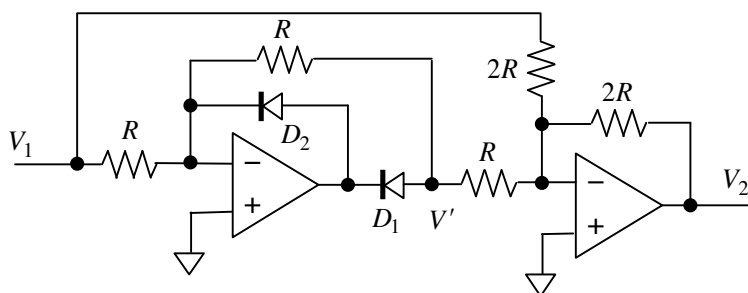 R
2R
2R
D₂
V₁
R
−
+
D₁
V′
R
−
+
V₂